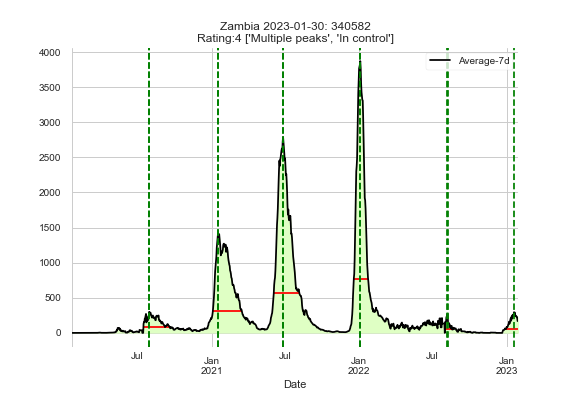 Zambia 2023-01-30: 340582
Rating:4 ['Multiple peaks', 'In control']
Average-7d
4000
3500
3000
2500
2000
1500
1000
500
0
Jul
Jan
2021
Jul
Jan
2022
Jul
Jan
2023
Date